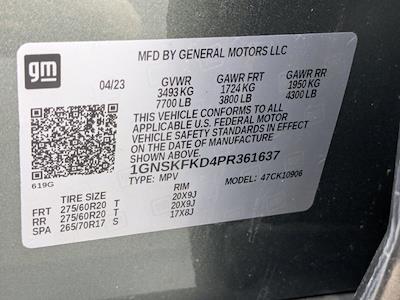 gm
MFD BY GENERAL MOTORS LLC
04/23 GVWR GAWR FRT GAWR RR
3493 KG 1724 KG 1950 KG
7700 LB 3800 LB 4300 LB
THIS VEHICLE CONFORMS TO ALL
APPLICABLE U.S. FEDERAL MOTOR
VEHICLE SAFETY STANDARDS IN EFFECT
ON THE DATE OF MANUFACTURE
SHOWN ABOVE.
1GNSKFKD4PR361637
619G TYPE: MPV MODEL: 47CK10906
TIRE SIZE RIM
FRT 275/60R20 T 20X9J
RR 275/60R20 T 20X9J
SPA 265/70R17 S 17X8J